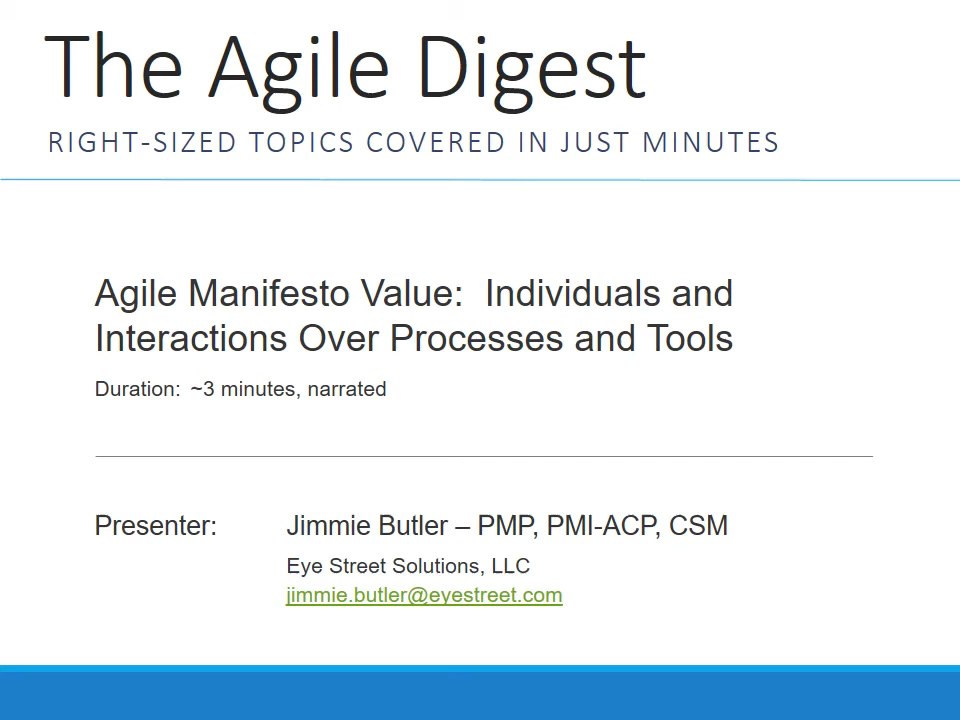 The Agile Digest
RIGHT-SIZED TOPICS COVERED IN JUST MINUTES
Agile Manifesto Value:  Individuals and
Interactions Over Processes and Tools
Duration:  ~3 minutes, narrated
Presenter: Jimmie Butler – PMP, PMI-ACP, CSM
Eye Street Solutions, LLC
jimmie.butler@eyestreet.com